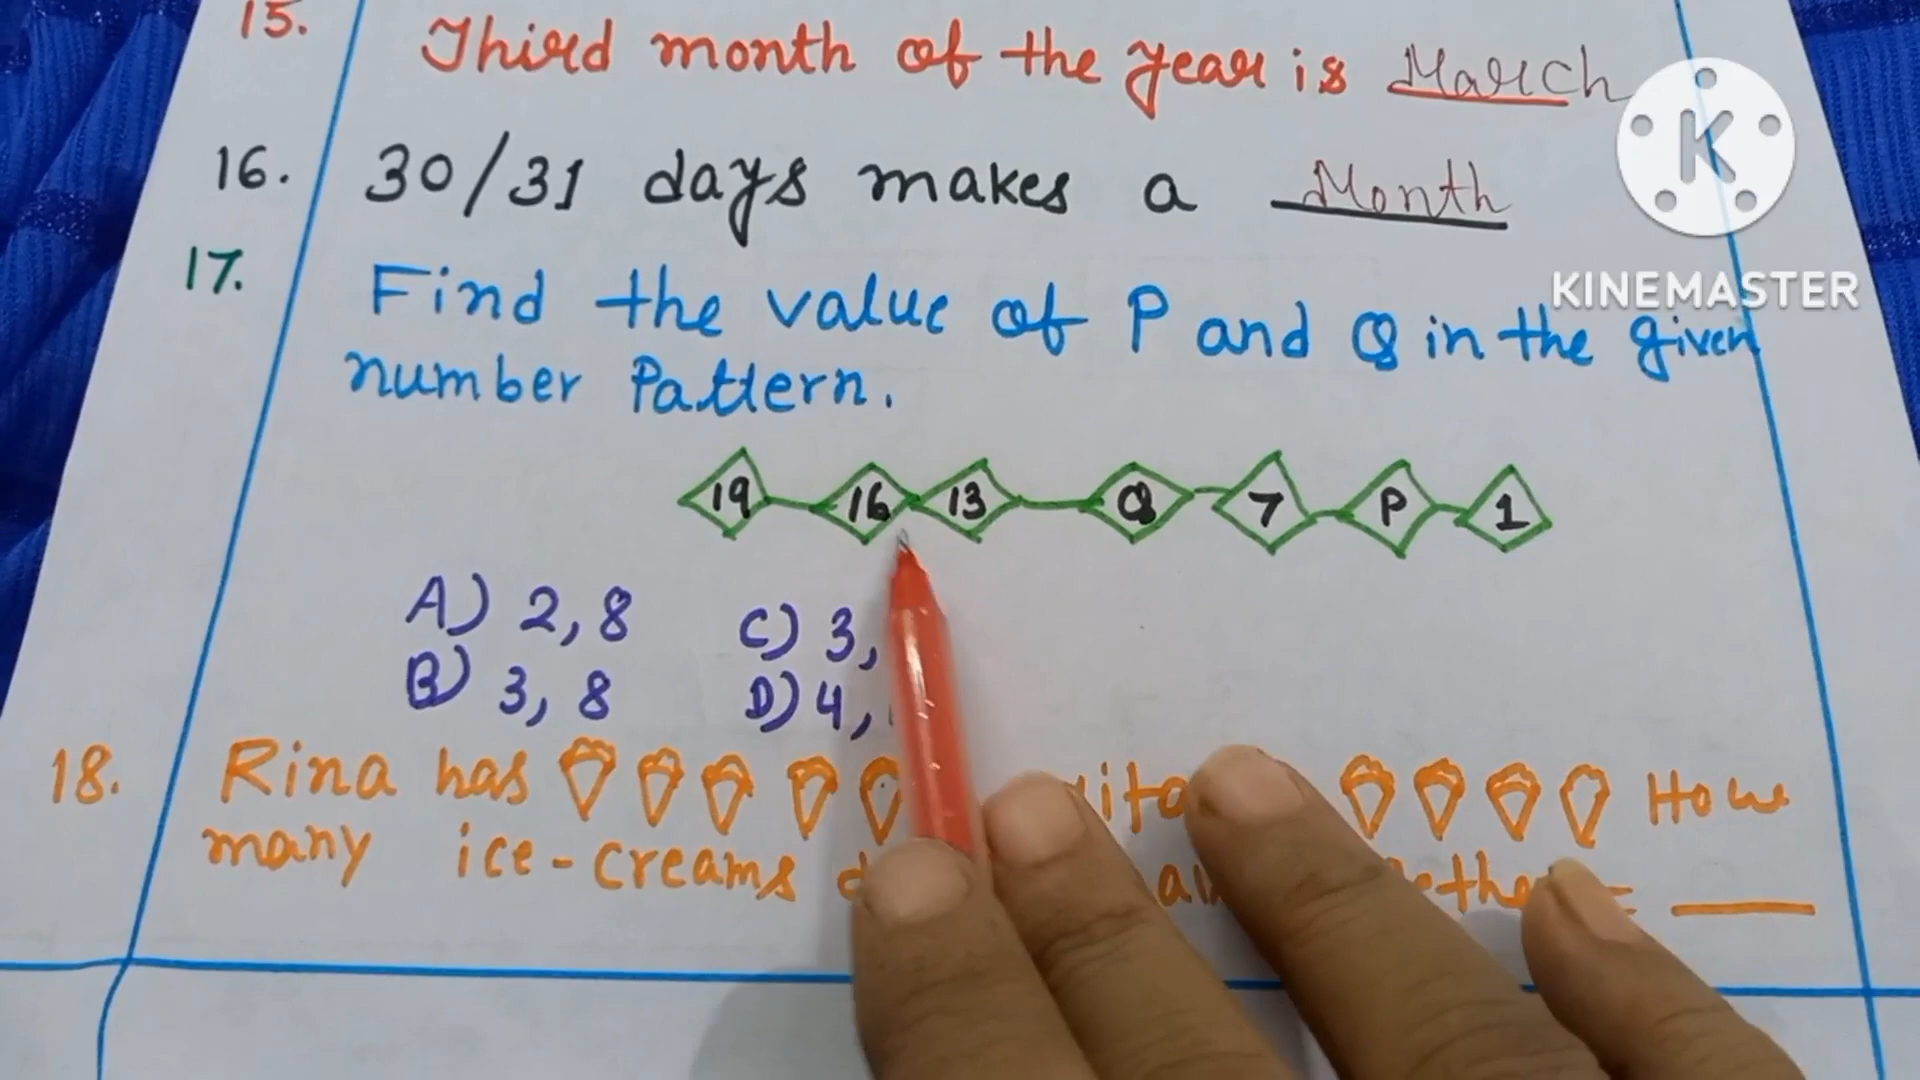 15. Third month of the year is March
K
KINEMASTER
16. 30/31 days makes a Month
17. Find the value of P and Q in the given
number Pattern.
19 16 13 Q 7 P 1
A) 2, 8 C) 3,
B) 3, 8 D) 4,
18. Rina has How
many ice-creams =